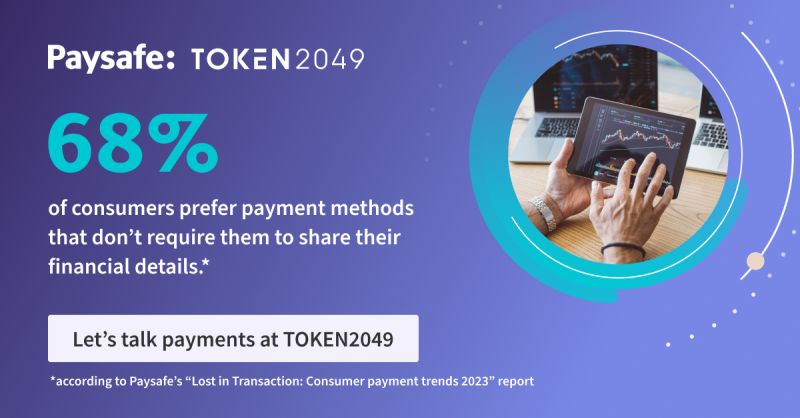 Paysafe: TOKEN2049
68%
of consumers prefer payment methods
that don’t require them to share their
financial details.*
Let’s talk payments at TOKEN2049
*according to Paysafe’s “Lost in Transaction: Consumer payment trends 2023” report